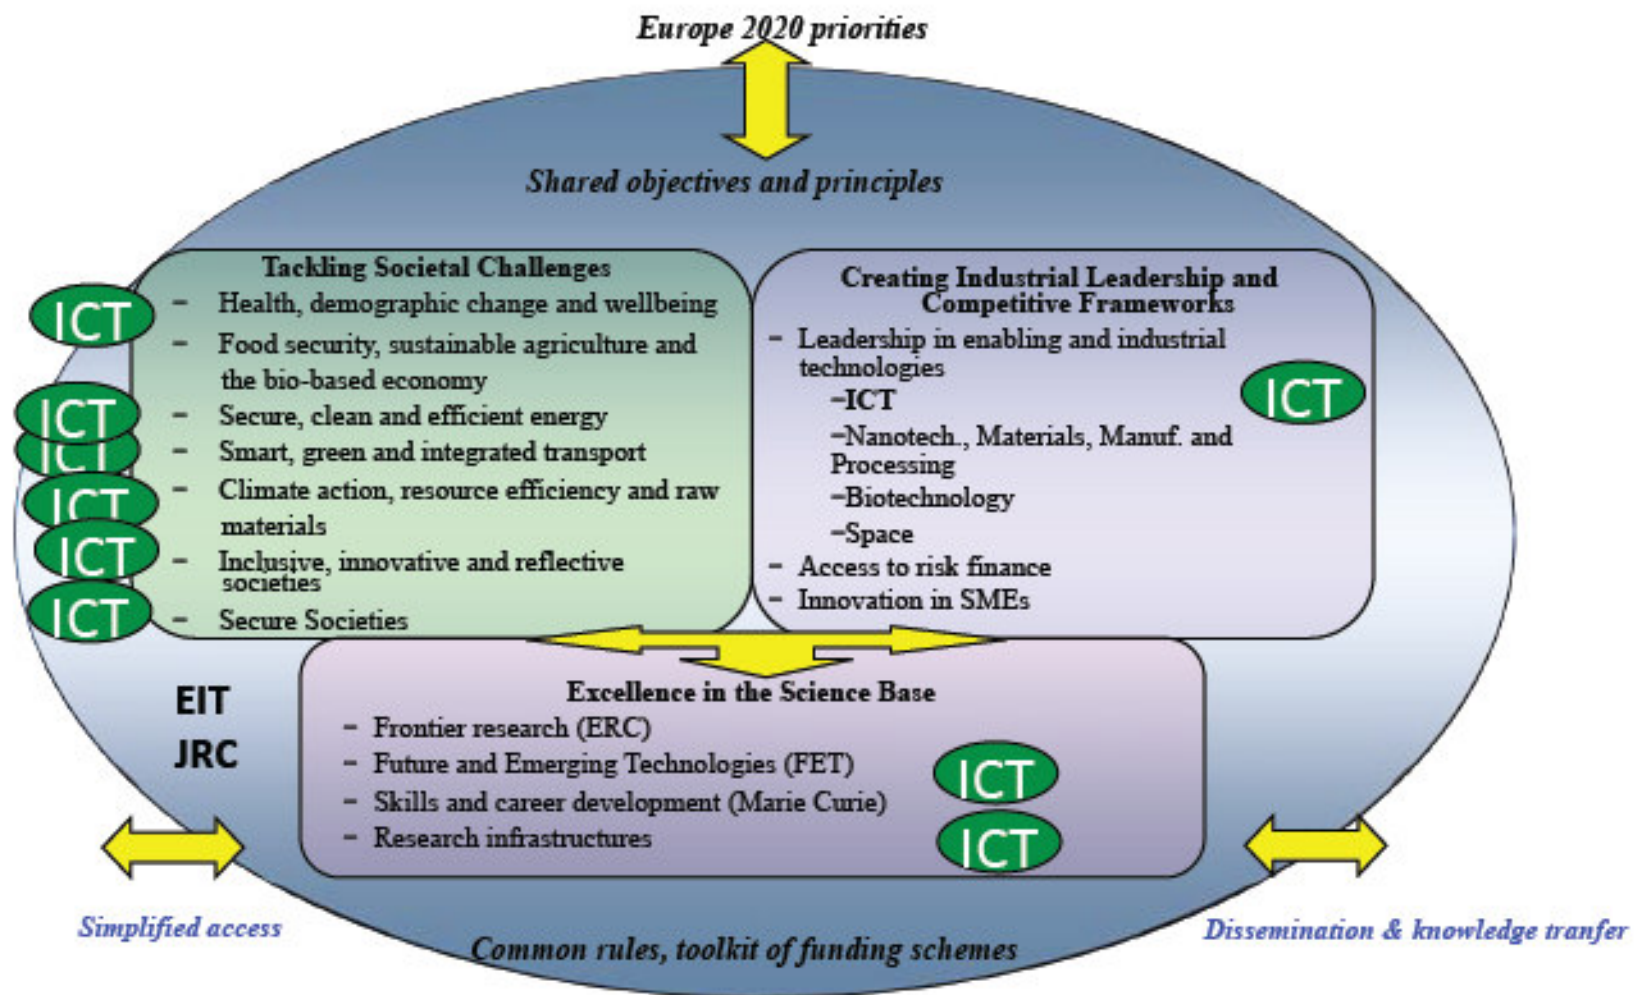 Europe 2020 priorities
Shared objectives and principles
Tackling Societal Challenges
ICT
– Health, demographic change and wellbeing
– Food security, sustainable agriculture and
the bio-based economy
ICT
– Secure, clean and efficient energy
ICT
– Smart, green and integrated transport
ICT
– Climate action, resource efficiency and raw
materials
ICT
– Inclusive, innovative and reflective
societies
ICT
– Secure Societies
Creating Industrial Leadership and
Competitive Frameworks
– Leadership in enabling and industrial
technologies
ICT
–ICT
–Nanotech., Materials, Manuf. and
Processing
–Biotechnology
–Space
– Access to risk finance
– Innovation in SMEs
Excellence in the Science Base
– Frontier research (ERC)
– Future and Emerging Technologies (FET)
ICT
– Skills and career development (Marie Curie)
– Research infrastructures
ICT
EIT
JRC
Simplified access
Common rules, toolkit of funding schemes
Dissemination & knowledge tranfer